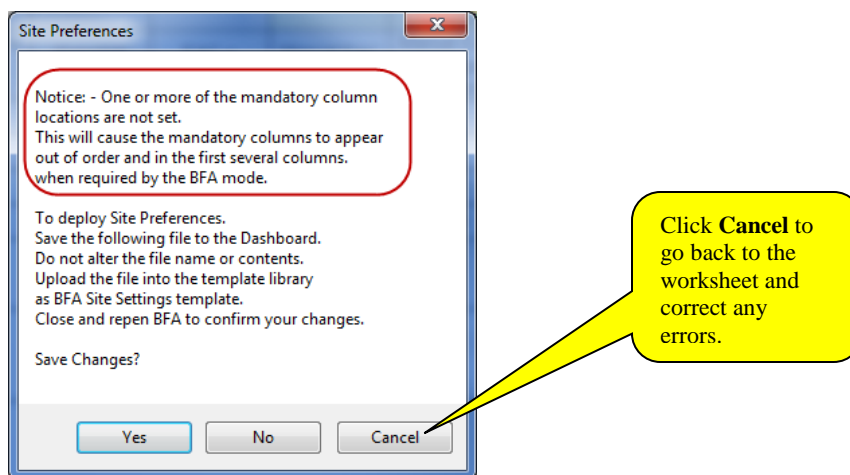 Site Preferences
Notice: - One or more of the mandatory column
locations are not set.
This will cause the mandatory columns to appear
out of order and in the first several columns.
when required by the BFA mode.
To deploy Site Preferences.
Save the following file to the Dashboard.
Do not alter the file name or contents.
Upload the file into the template library
as BFA Site Settings template.
Close and repen BFA to confirm your changes.
Save Changes?
Yes No Cancel
Click Cancel to
go back to the
worksheet and
correct any
errors.